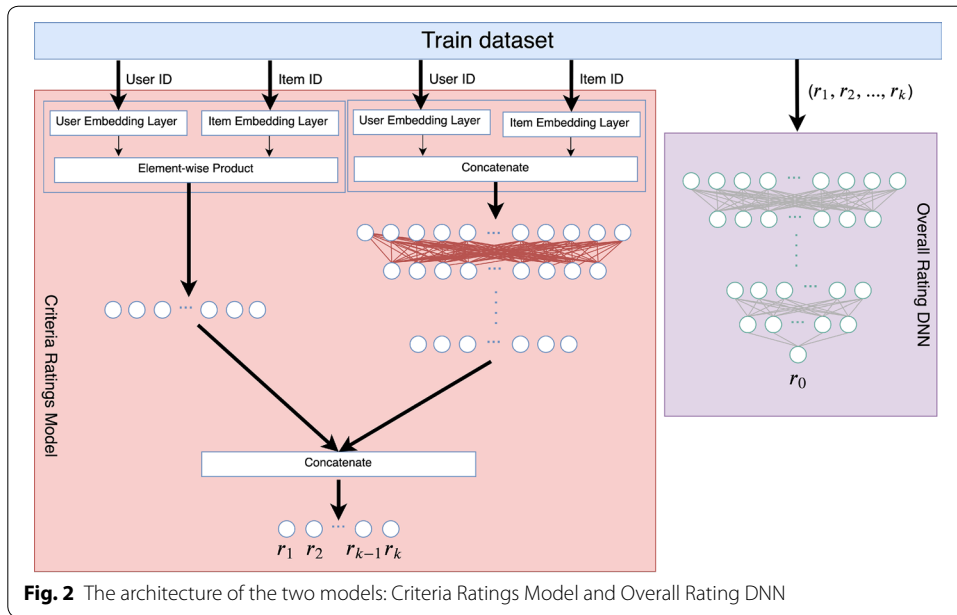 Train dataset
User ID
Item ID
User ID
Item ID
(r₁, r₂, ..., rₖ)
User Embedding Layer
Item Embedding Layer
User Embedding Layer
Item Embedding Layer
Element-wise Product
Concatenate
...
...
...
...
...
...
...
Criteria Ratings Model
Overall Rating DNN
r₀
Concatenate
...
r₁ r₂ rₖ₋₁ rₖ
Fig. 2 The architecture of the two models: Criteria Ratings Model and Overall Rating DNN